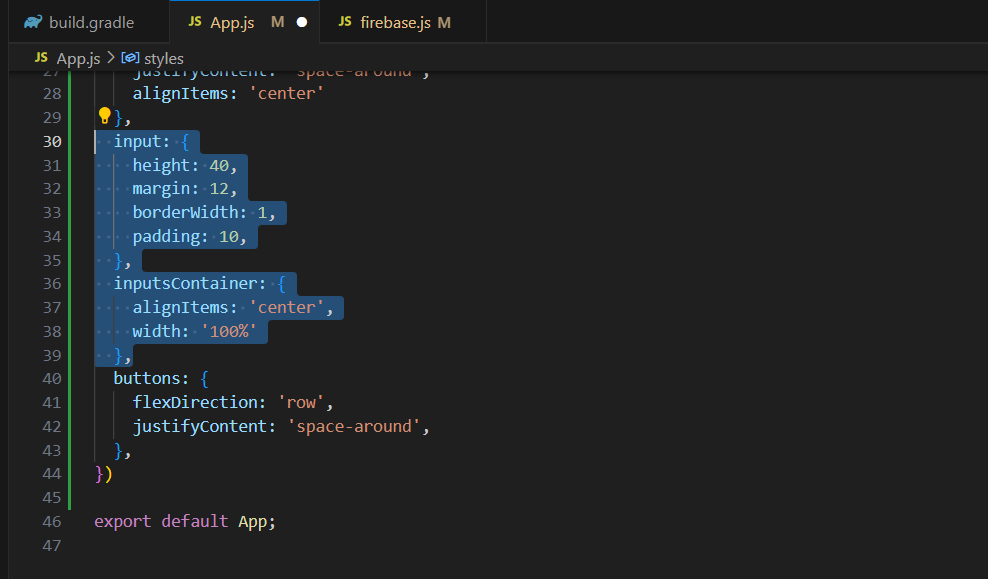 build.gradle
JS App.js M
JS firebase.js M
JS App.js > styles
27 justifyContent: 'space-around',
28 alignItems: 'center'
29 },
30 input: {
31 height: 40,
32 margin: 12,
33 borderWidth: 1,
34 padding: 10,
35 },
36 inputsContainer: {
37 alignItems: 'center',
38 width: '100%'
39 },
40 buttons: {
41 flexDirection: 'row',
42 justifyContent: 'space-around',
43 },
44 })
45
46 export default App;
47